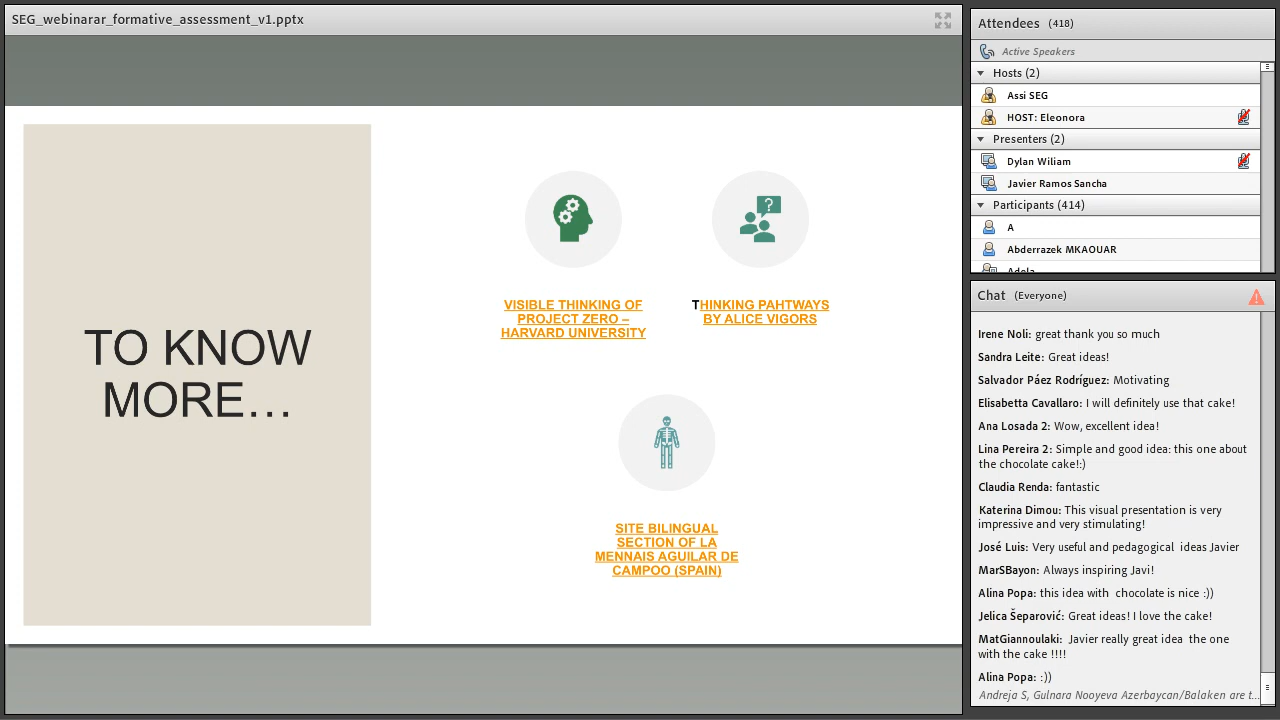 SEG_webinarar_formative_assessment_v1.pptx
TO KNOW
MORE...
VISIBLE THINKING OF
PROJECT ZERO –
HARVARD UNIVERSITY
?
THINKING PAHTWAYS
BY ALICE VIGORS
SITE BILINGUAL
SECTION OF LA
MENNAIS AGUILAR DE
CAMPOO (SPAIN)
Attendees (418)
Active Speakers
Hosts (2)
Assi SEG
HOST: Eleonora
Presenters (2)
Dylan Wiliam
Javier Ramos Sancha
Participants (414)
A
Abderrazek MKAOUAR
Adela
Chat (Everyone)
Irene Noli: great thank you so much
Sandra Leite: Great ideas!
Salvador Páez Rodríguez: Motivating
Elisabetta Cavallaro: I will definitely use that cake!
Ana Losada 2: Wow, excellent idea!
Lina Pereira 2: Simple and good idea: this one about
the chocolate cake!:)
Claudia Renda: fantastic
Katerina Dimou: This visual presentation is very
impressive and very stimulating!
José Luis: Very useful and padagogical ideas Javier
MarSBayon: Always inspiring Javi!
Alina Popa: this idea with chocolate is nice :))
Jelica Šeparović: Great ideas! I love the cake!
MatGiannoulaki: Javier really great idea the one
with the cake !!!!
Alina Popa: :))
Andreja S, Gulnara Nooyeva Azerbaycan/Balaken are t...